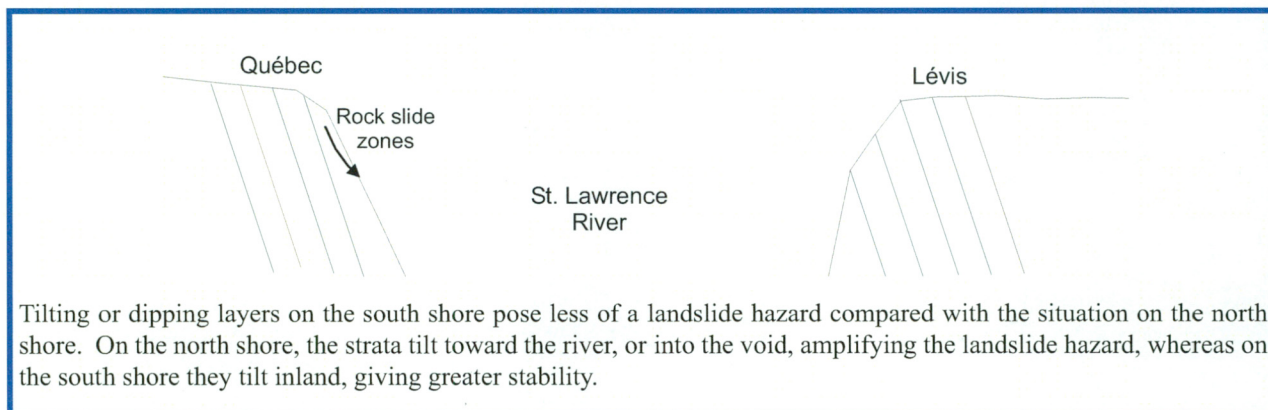 Québec
Lévis
Rock slide
zones
St. Lawrence
River
Tilting or dipping layers on the south shore pose less of a landslide hazard compared with the situation on the north
shore. On the north shore, the strata tilt toward the river, or into the void, amplifying the landslide hazard, whereas on
the south shore they tilt inland, giving greater stability.